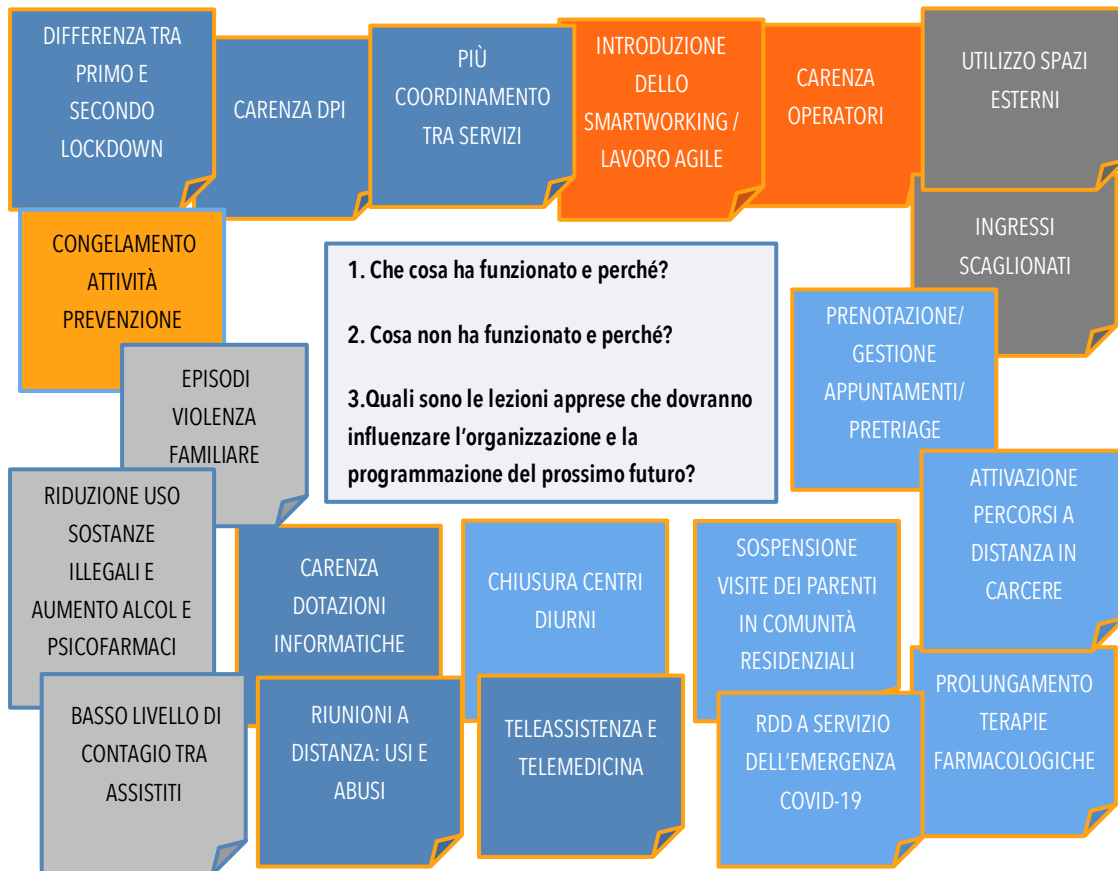 DIFFERENZA TRA
PRIMO E
SECONDO
LOCKDOWN
CARENZA DPI
PIÙ
COORDINAMENTO
TRA SERVIZI
INTRODUZIONE
DELLO
SMARTWORKING /
LAVORO AGILE
CARENZA
OPERATORI
UTILIZZO SPAZI
ESTERNI
CONGELAMENTO
ATTIVITÀ
PREVENZIONE
INGRESSI
SCAGLIONATI
1. Che cosa ha funzionato e perché?
2. Cosa non ha funzionato e perché?
3.Quali sono le lezioni apprese che dovranno
influenzare l'organizzazione e la
programmazione del prossimo futuro?
PRENOTAZIONE/
GESTIONE
APPUNTAMENTI/
PRETRIAGE
EPISODI
VIOLENZA
FAMILIARE
RIDUZIONE USO
SOSTANZE
ILLEGALI E
AUMENTO ALCOL E
PSICOFARMACI
CARENZA
DOTAZIONI
INFORMATICHE
CHIUSURA CENTRI
DIURNI
SOSPENSIONE
VISITE DEI PARENTI
IN COMUNITÀ
RESIDENZIALI
ATTIVAZIONE
PERCORSI A
DISTANZA IN
CARCERE
BASSO LIVELLO DI
CONTAGIO TRA
ASSISTITI
RIUNIONI A
DISTANZA: USI E
ABUSI
TELEASSISTENZA E
TELEMEDICINA
RDD A SERVIZIO
DELL'EMERGENZA
COVID-19
PROLUNGAMENTO
TERAPIE
FARMACOLOGICHE